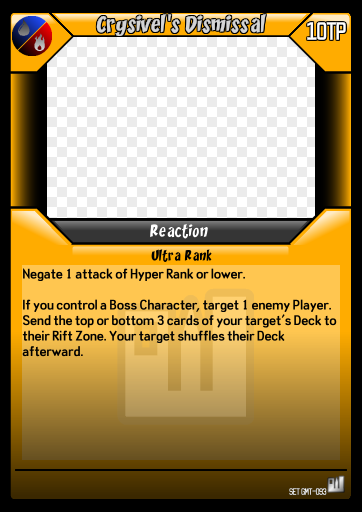 Crysivel's Dismissal
10TP
Reaction
Ultra Rank
Negate 1 attack of Hyper Rank or lower.
If you control a Boss Character, target 1 enemy Player.
Send the top or bottom 3 cards of your target's Deck to
their Rift Zone. Your target shuffles their Deck
afterward.
SET GMT-093